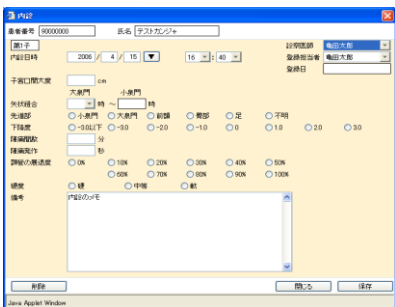 内診
患者番号 90000000 氏名 テストカンジャ
第1子 診察医師 亀田太郎
内診日時 2006 / 4 / 15 ▼ 16 : 40 登録担当者 亀田太郎
登録日
子宮口開大度 cm
大泉門 小泉門
矢状縫合 時 ～ 時
先進部 小泉門 大泉門 前額 臀部 足 不明
下降度 -3.0以下 -3.0 -2.0 -1.0 0 1.0 2.0 3.0
陣痛間歇 分
陣痛発作 秒
頚管の展退度 0% 10% 20% 30% 40% 50%
60% 70% 80% 90% 100%
硬度 硬 中等 軟
備考 内診のメモ
削除 閉じる 保存
Java Applet Window